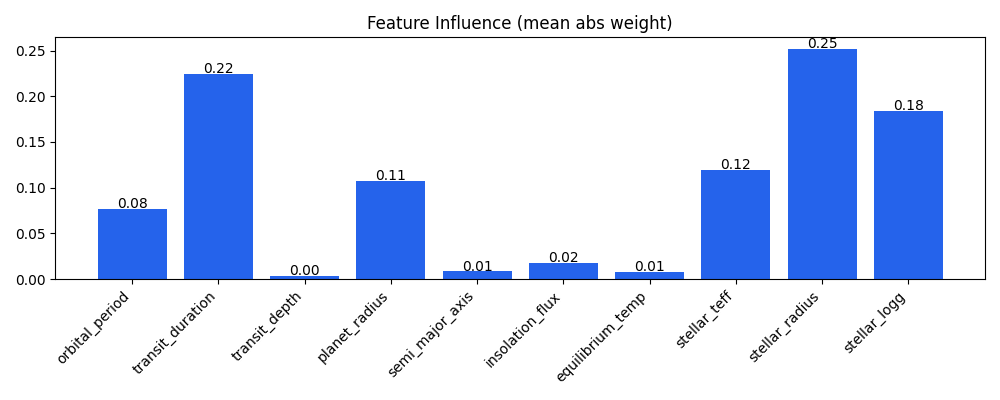 Feature Influence (mean abs weight)
0.25
0.20
0.15
0.10
0.05
0.00
0.08
0.22
0.00
0.11
0.01
0.02
0.01
0.12
0.25
0.18
orbital_period
transit_duration
transit_depth
planet_radius
semi_major_axis
insolation_flux
equilibrium_temp
stellar_teff
stellar_radius
stellar_logg